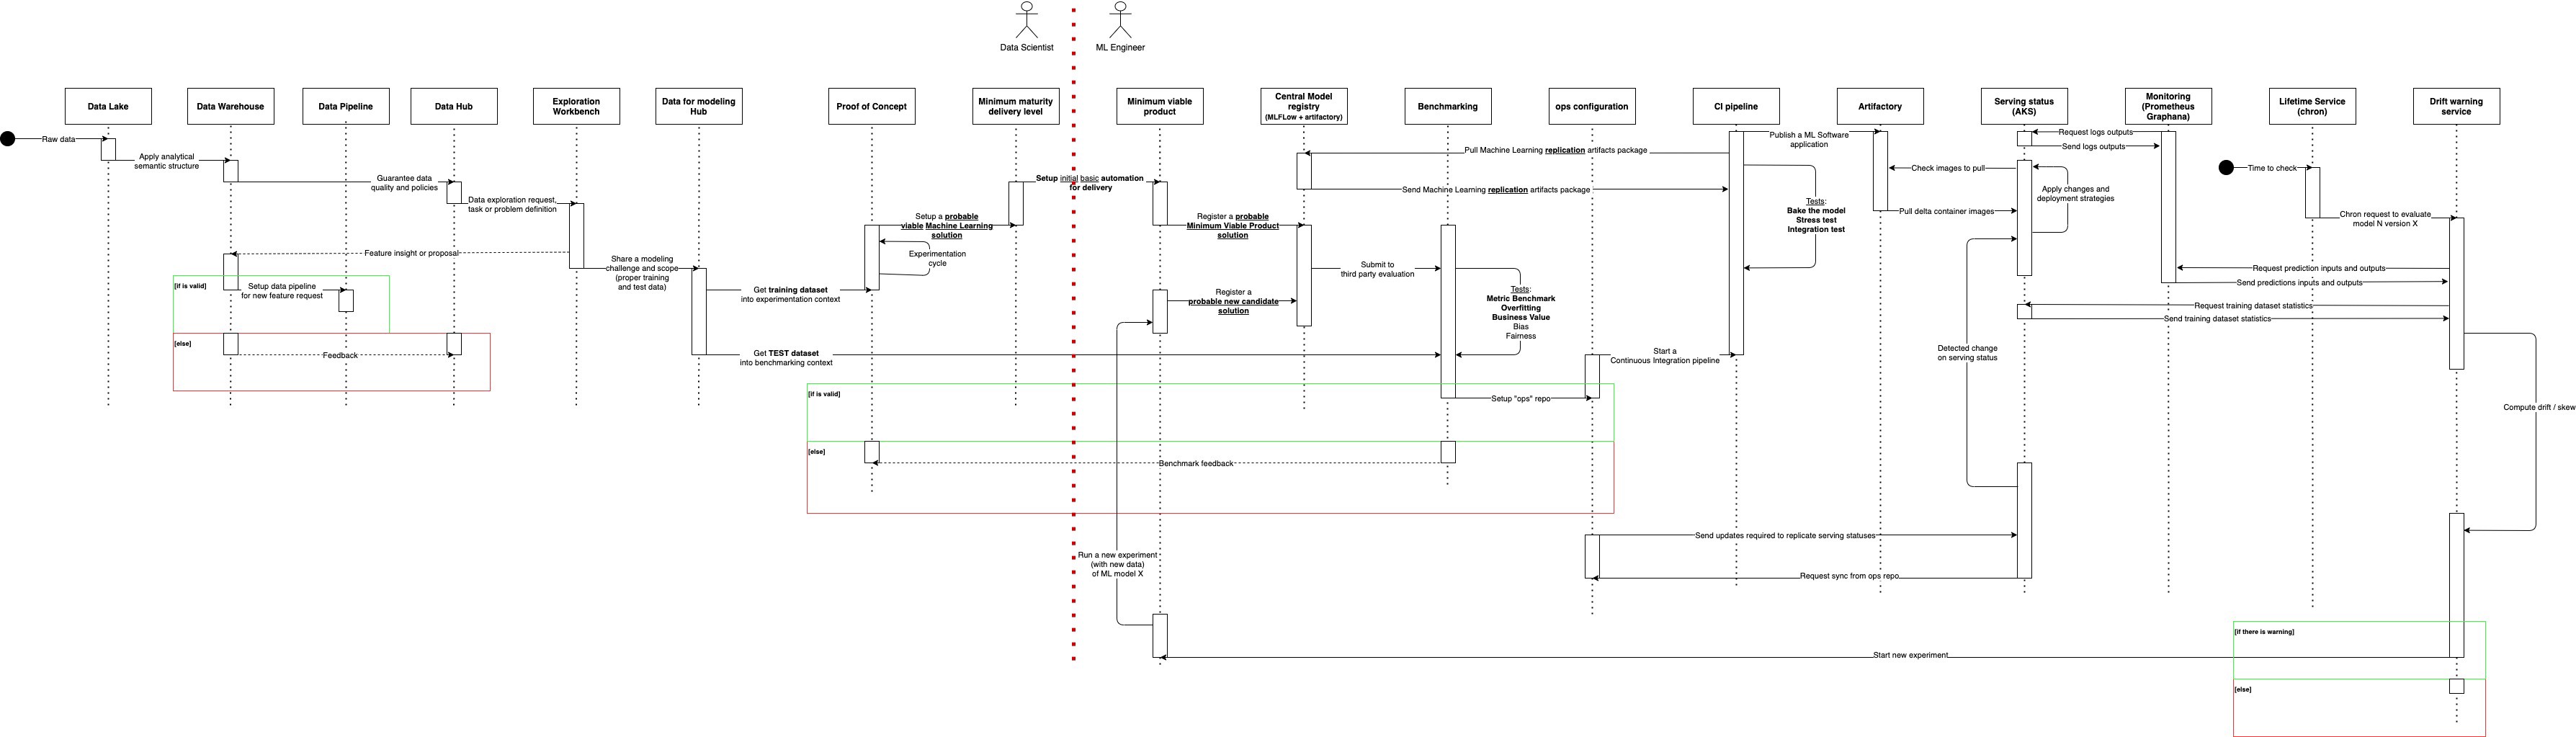 Data Scientist
ML Engineer
Data Lake
Data Warehouse
Data Pipeline
Data Hub
Exploration
Workbench
Data for modeling
Hub
Proof of Concept
Minimum maturity
delivery level
Minimum viable
product
Central Model
registry
(MLFLow + artifactory)
Benchmarking
ops configuration
CI pipeline
Artifactory
Serving status
(AKS)
Monitoring
(Prometheus
Graphana)
Lifetime Service
(chron)
Drift warning
service
Raw data
Apply analytical
semantic structure
Guarantee data
quality and policies
Data exploration request,
task or problem definition
Feature insight or proposal
[if is valid]
Setup data pipeline
for new feature request
[else]
Feedback
Share a modeling
challenge and scope
(proper training
and test data)
Get training dataset
into experimentation context
Get TEST dataset
into benchmarking context
Setup a probable
viable Machine Learning
solution
Experimentation
cycle
Setup initial basic automation
for delivery
Register a probable
Minimum Viable Product
solution
Register a
probable new candidate
solution
Submit to
third party evaluation
Tests:
Metric Benchmark
Overfitting
Business Value
Bias
Fairness
[if is valid]
Setup "ops" repo
[else]
Benchmark feedback
Start a
Continuous Integration pipeline
Pull Machine Learning replication artifacts package
Send Machine Learning replication artifacts package
Publish a ML Software
application
Tests:
Bake the model
Stress test
Integration test
Check images to pull
Pull delta container images
Request logs outputs
Send logs outputs
Apply changes and
deployment strategies
Time to check
Chron request to evaluate
model N version X
Request prediction inputs and outputs
Send predictions inputs and outputs
Request training dataset statistics
Send training dataset statistics
Detected change
on serving status
Compute drift / skew
Send updates required to replicate serving statuses
Request sync from ops repo
Run a new experiment
(with new data)
of ML model X
[if there is warning]
Start new experiment
[else]